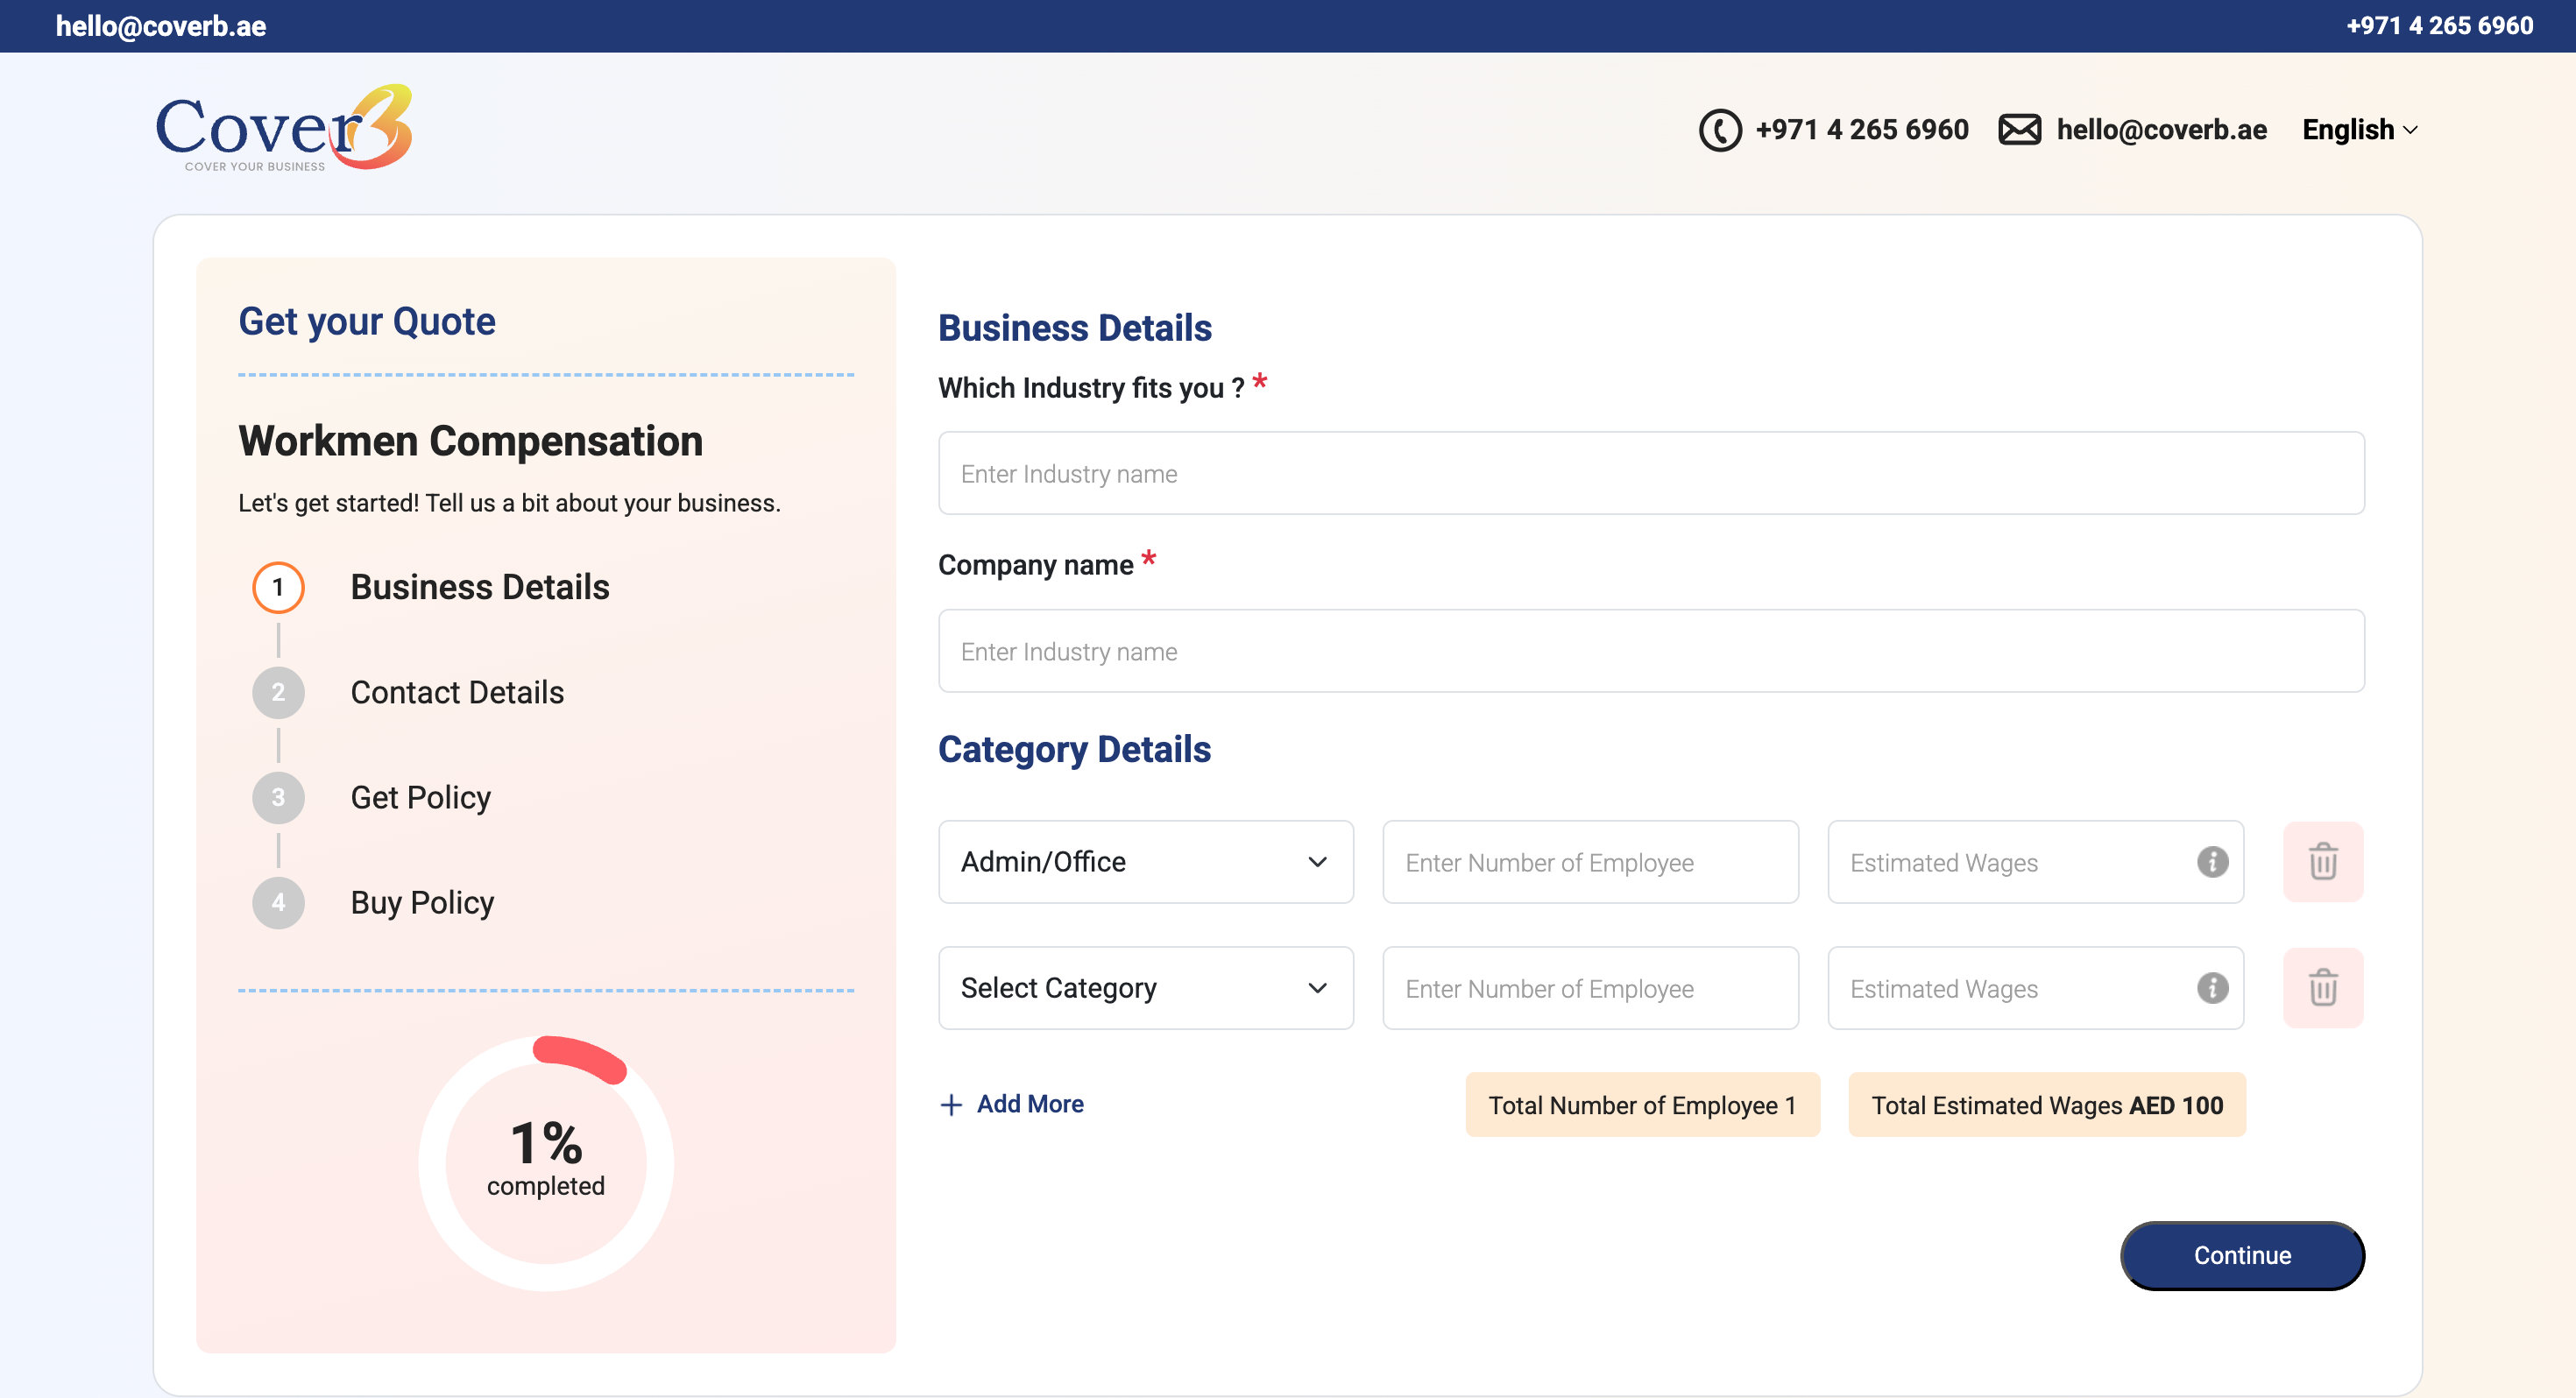 hello@coverb.ae
+971 4 265 6960
CoverB
COVER YOUR BUSINESS
+971 4 265 6960
hello@coverb.ae
English
Get your Quote
Workmen Compensation
Let's get started! Tell us a bit about your business.
1 Business Details
2 Contact Details
3 Get Policy
4 Buy Policy
1%
completed
Business Details
Which Industry fits you ? *
Enter Industry name
Company name *
Enter Industry name
Category Details
Admin/Office
Enter Number of Employee
Estimated Wages
Select Category
Enter Number of Employee
Estimated Wages
+ Add More
Total Number of Employee 1
Total Estimated Wages AED 100
Continue